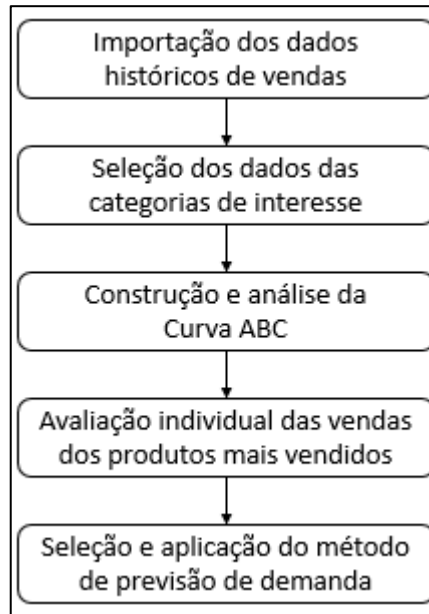 Importação dos dados
históricos de vendas
Seleção dos dados das
categorias de interesse
Construção e análise da
Curva ABC
Avaliação individual das vendas
dos produtos mais vendidos
Seleção e aplicação do método
de previsão de demanda